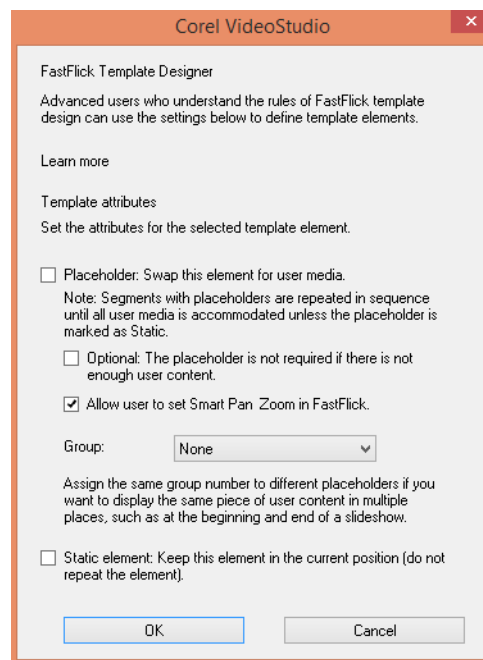 Corel VideoStudio
FastFlick Template Designer
Advanced users who understand the rules of FastFlick template
design can use the settings below to define template elements.
Learn more
Template attributes
Set the attributes for the selected template element.
Placeholder: Swap this element for user media.
Note: Segments with placeholders are repeated in sequence
until all user media is accommodated unless the placeholder is
marked as Static.
Optional: The placeholder is not required if there is not
enough user content.
Allow user to set Smart Pan Zoom in FastFlick.
Group:
None
Assign the same group number to different placeholders if you
want to display the same piece of user content in multiple
places, such as at the beginning and end of a slideshow.
Static element: Keep this element in the current position (do not
repeat the element).
OK
Cancel